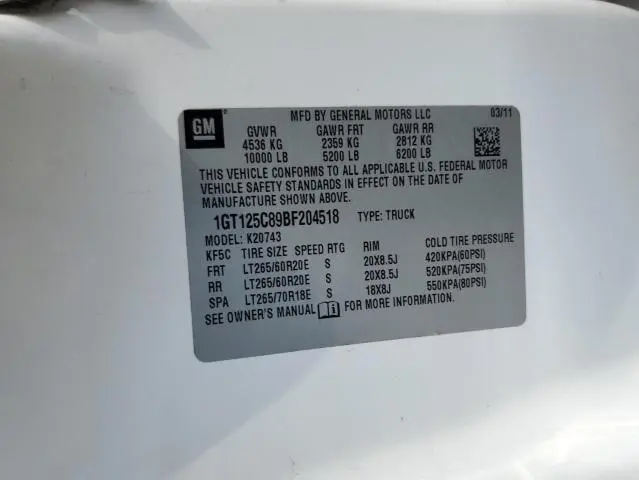 GM
MFD BY GENERAL MOTORS LLC 03/11
GVWR GAWR FRT GAWR RR
4536 KG 2359 KG 2812 KG
10000 LB 5200 LB 6200 LB
THIS VEHICLE CONFORMS TO ALL APPLICABLE U.S. FEDERAL MOTOR
VEHICLE SAFETY STANDARDS IN EFFECT ON THE DATE OF
MANUFACTURE SHOWN ABOVE.
1GT125C89BF204518 TYPE: TRUCK
MODEL: K20743
KF5C TIRE SIZE SPEED RTG RIM COLD TIRE PRESSURE
FRT LT265/60R20E S 20X8.5J 420KPA(60PSI)
RR LT265/60R20E S 20X8.5J 520KPA(75PSI)
SPA LT265/70R18E S 18X8J 550KPA(80PSI)
SEE OWNER'S MANUAL FOR MORE INFORMATION.